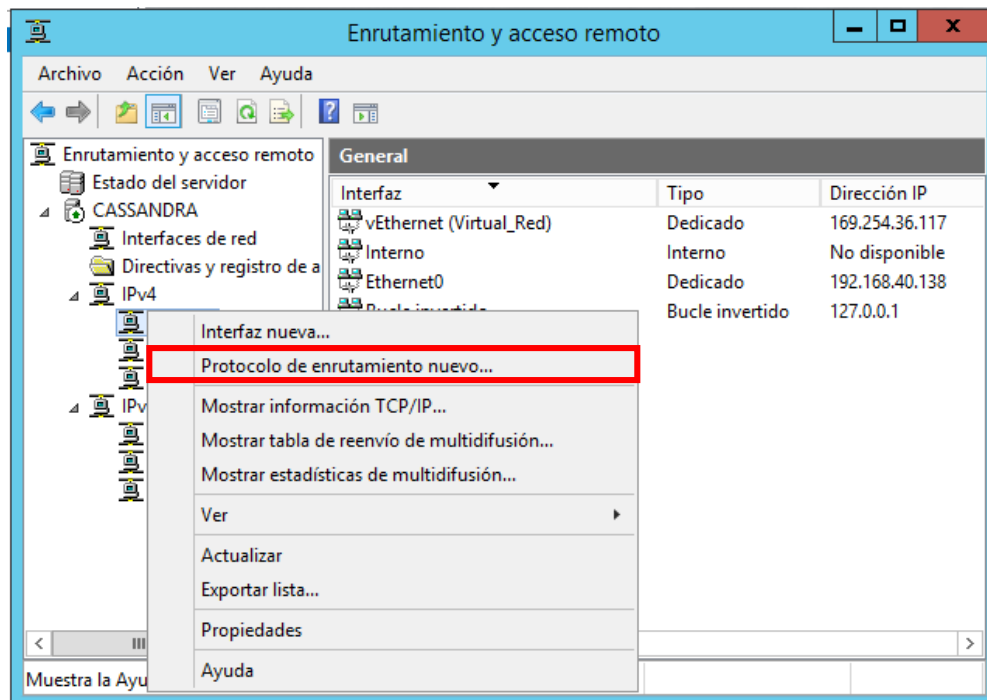 Enrutamiento y acceso remoto
Archivo Acción Ver Ayuda
Enrutamiento y acceso remoto
Estado del servidor
CASSANDRA
Interfaces de red
Directivas y registro de a
IPv4
IPv
General
Interfaz Tipo Dirección IP
vEthernet (Virtual_Red) Dedicado 169.254.36.117
Interno Interno No disponible
Ethernet0 Dedicado 192.168.40.138
Bucle invertido Bucle invertido 127.0.0.1
Interfaz nueva...
Protocolo de enrutamiento nuevo...
Mostrar información TCP/IP...
Mostrar tabla de reenvío de multidifusión...
Mostrar estadísticas de multidifusión...
Ver
Actualizar
Exportar lista...
Propiedades
Ayuda
Muestra la Ayu